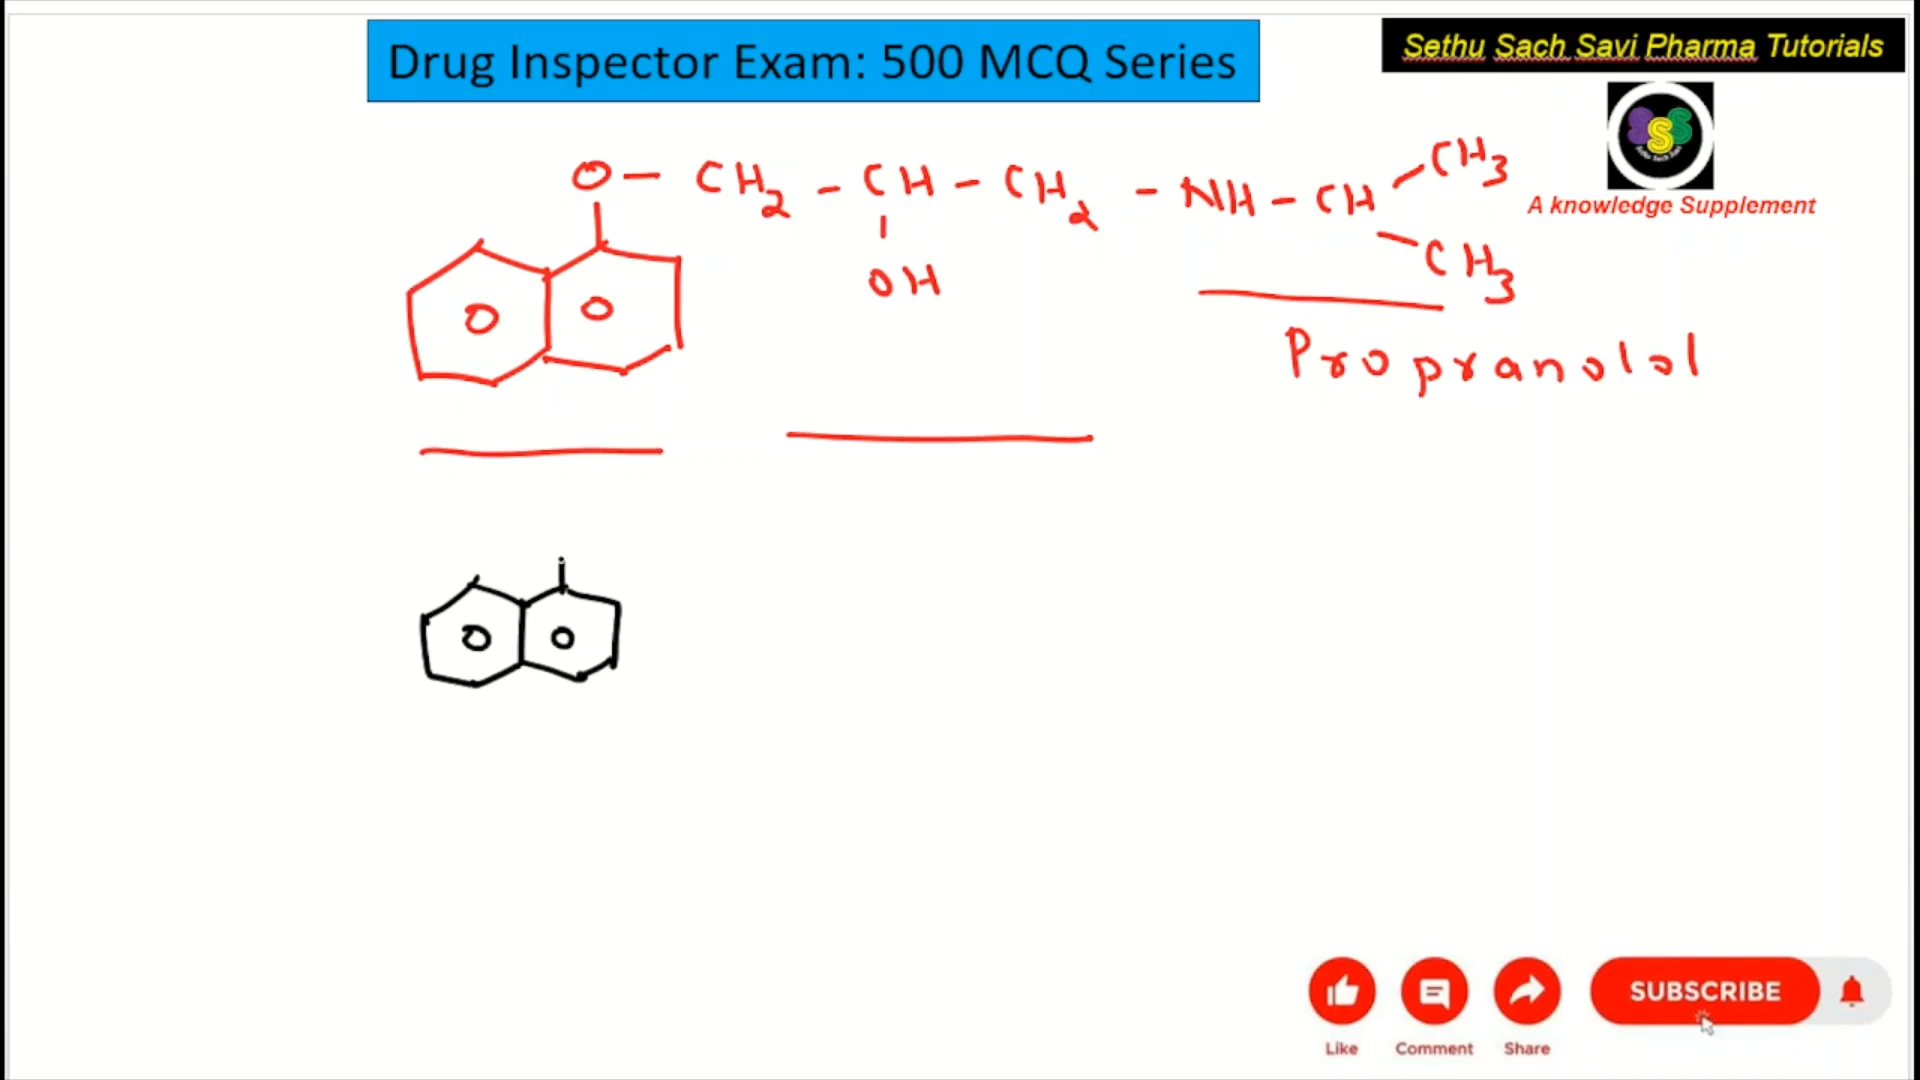 Drug Inspector Exam: 500 MCQ Series
Sethu Sach Savi Pharma Tutorials
SSS
A knowledge Supplement
O - CH2 - CH - CH2 - NH - CH - CH3
OH
CH3
Propranolol
SUBSCRIBE
Like Comment Share